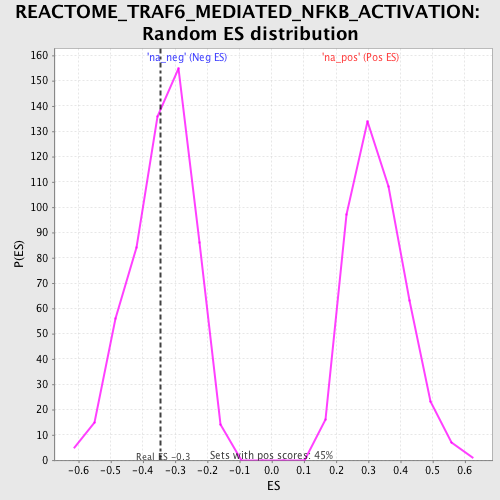 REACTOME_TRAF6_MEDIATED_NFKB_ACTIVATION:
Random ES distribution
'na_neg' (Neg ES) 'na_pos' (Pos ES)
160
150
140
130
120
110
100
90
80
70
60
50
40
30
20
10
0
P(ES)
Real ES -0.3 Sets with pos scores: 45%
-0.6 -0.5 -0.4 -0.3 -0.2 -0.1 0.0 0.1 0.2 0.3 0.4 0.5 0.6
ES